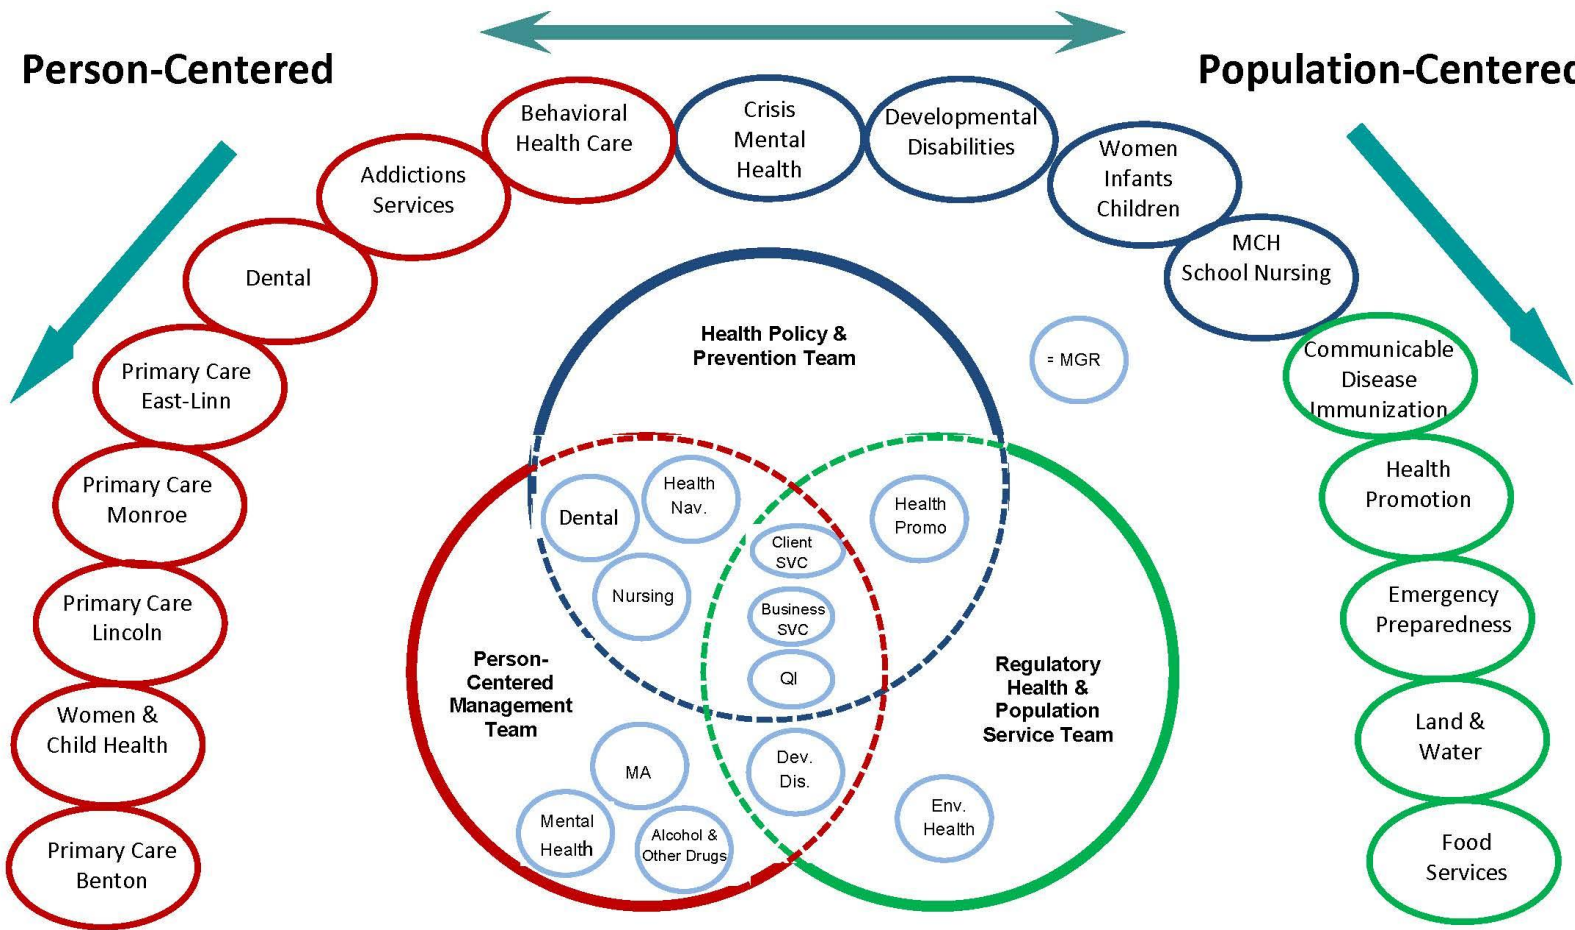 Person-Centered
Population-Centered
Behavioral
Health Care
Crisis
Mental
Health
Developmental
Disabilities
Women
Infants
Children
MCH
School Nursing
Addictions
Services
Dental
Primary Care
East-Linn
Primary Care
Monroe
Primary Care
Lincoln
Women &
Child Health
Primary Care
Benton
Communicable
Disease
Immunization
Health
Promotion
Emergency
Preparedness
Land &
Water
Food
Services
Health Policy &
Prevention Team
= MGR
Health
Nav.
Dental
Nursing
Client
SVC
Business
SVC
QI
Health
Promo
Person-
Centered
Management
Team
Regulatory
Health &
Population
Service Team
MA
Mental
Health
Alcohol &
Other Drugs
Dev.
Dis.
Env.
Health